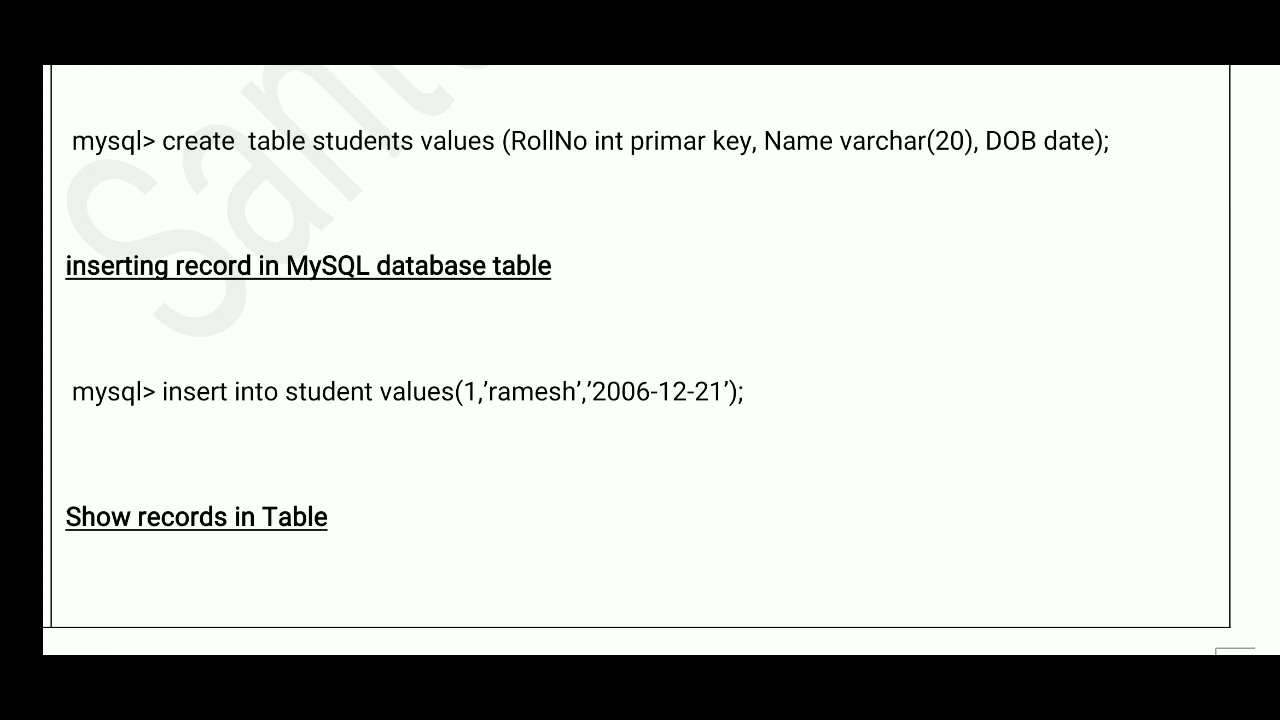 mysql> create  table students values (RollNo int primar key, Name varchar(20), DOB date);
inserting record in MySQL database table
mysql> insert into student values(1,’ramesh’,’2006-12-21’);
Show records in Table